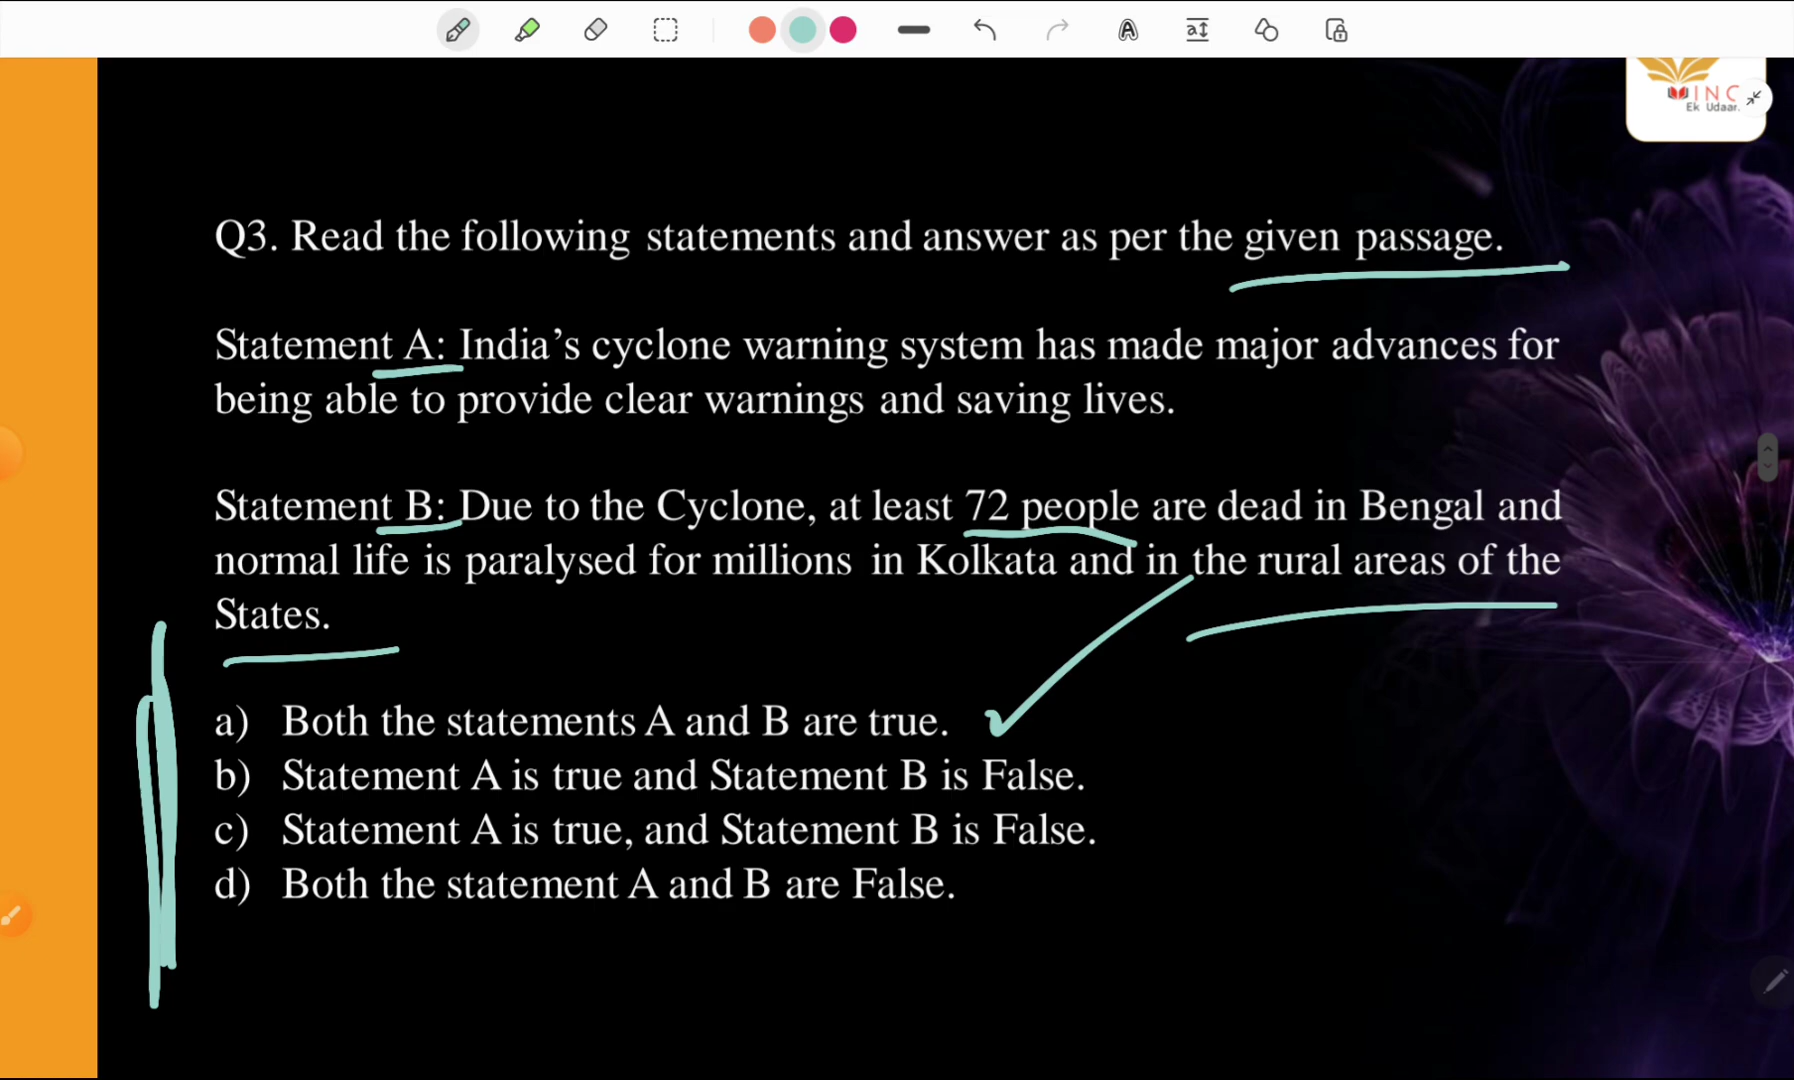 INC
Ek Udaar.
Q3. Read the following statements and answer as per the given passage.
Statement A: India’s cyclone warning system has made major advances for
being able to provide clear warnings and saving lives.
Statement B: Due to the Cyclone, at least 72 people are dead in Bengal and
normal life is paralysed for millions in Kolkata and in the rural areas of the
States.
a) Both the statements A and B are true.
b) Statement A is true and Statement B is False.
c) Statement A is true, and Statement B is False.
d) Both the statement A and B are False.